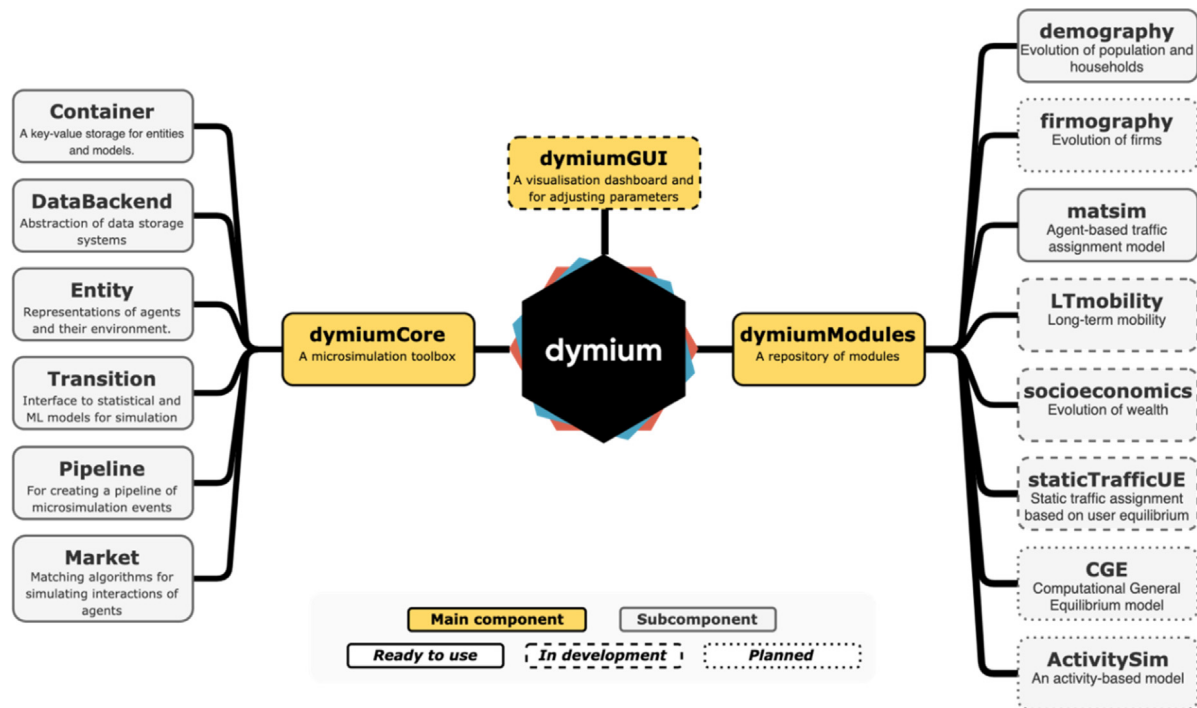 Container
A key-value storage for entities
and models.
DataBackend
Abstraction of data storage
systems
Entity
Representations of agents
and their environment.
Transition
Interface to statistical and
ML models for simulation
Pipeline
For creating a pipeline of
microsimulation events
Market
Matching algorithms for
simulating interactions of
agents
dymiumCore
A microsimulation toolbox
dymiumGUI
A visualisation dashboard and
for adjusting parameters
dymium
dymiumModules
A repository of modules
demography
Evolution of population and
households
firmography
Evolution of firms
matsim
Agent-based traffic
assignment model
LTmobility
Long-term mobility
socioeconomics
Evolution of wealth
staticTrafficUE
Static traffic assignment
based on user equilibrium
CGE
Computational General
Equilibrium model
ActivitySim
An activity-based model
Main component
Subcomponent
Ready to use
In development
Planned